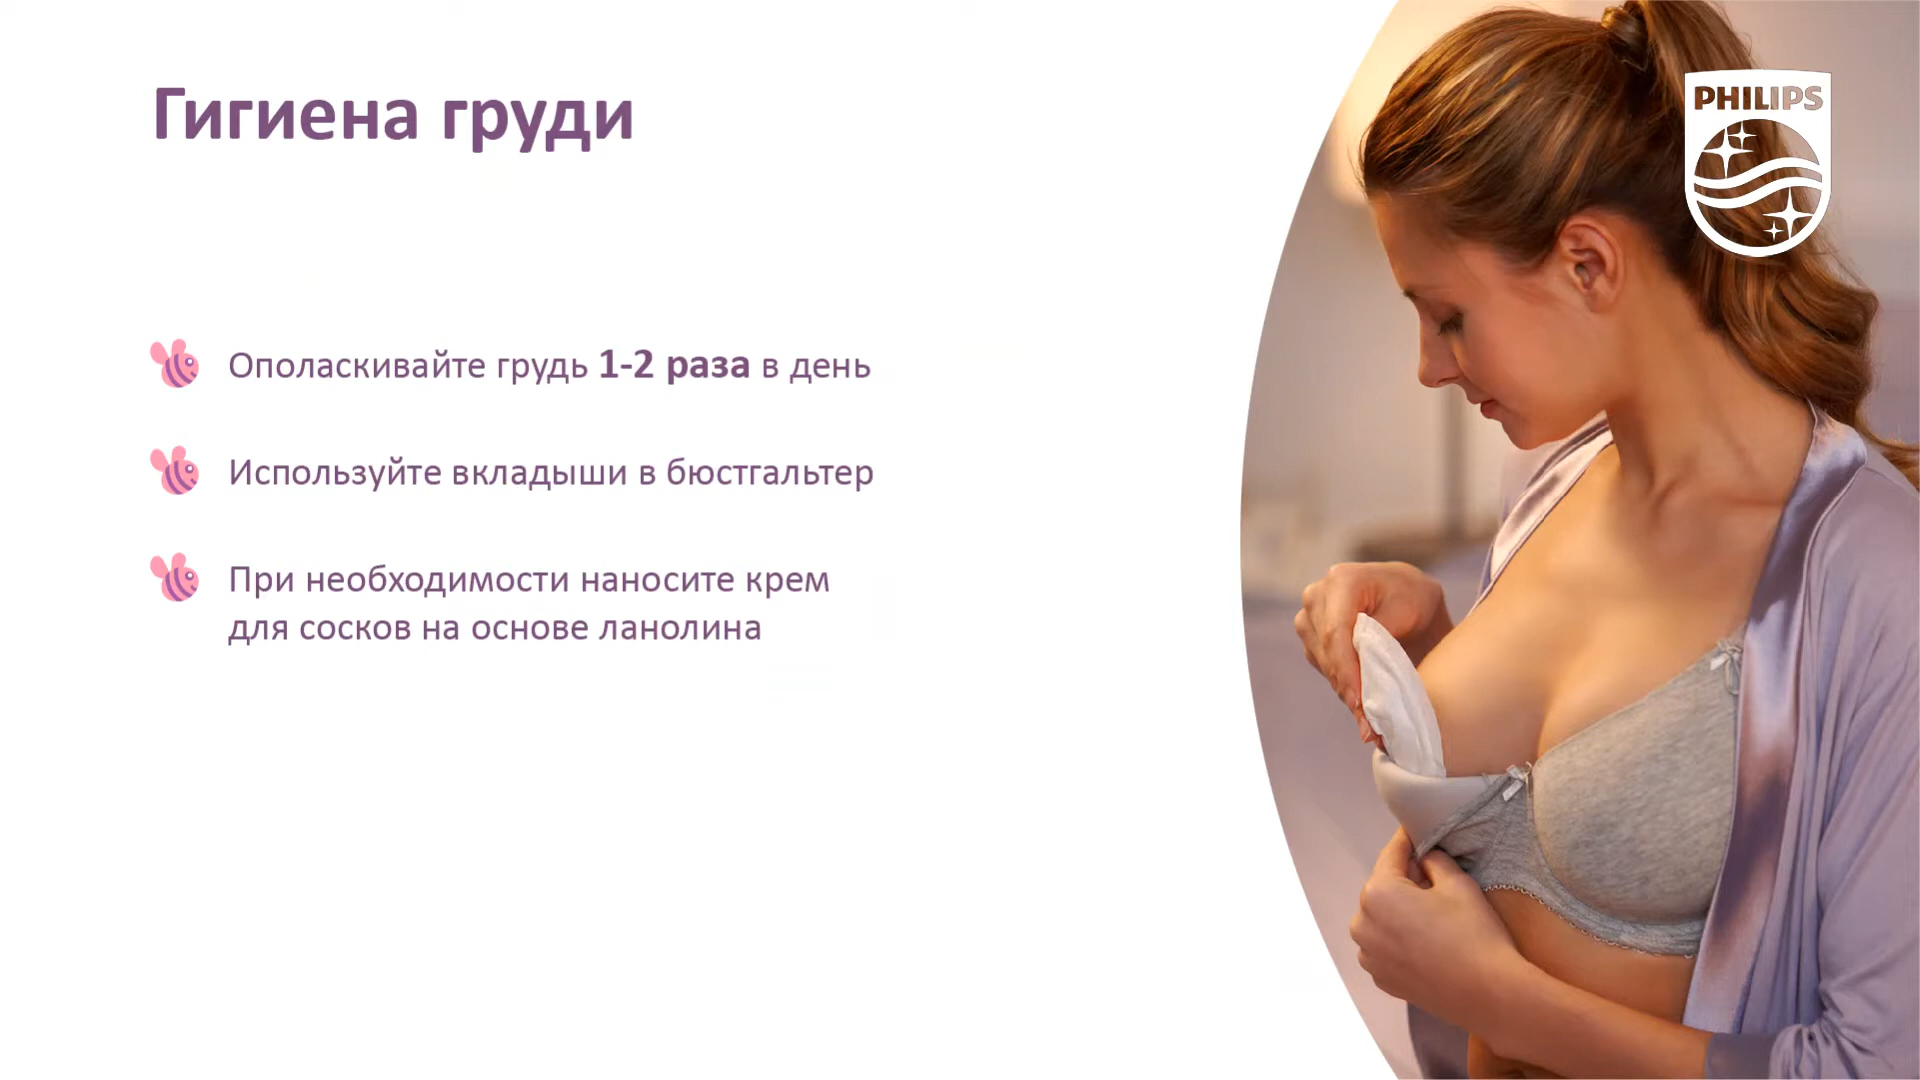 Гигиена груди
PHILIPS
Ополаскивайте грудь 1-2 раза в день
Используйте вкладыши в бюстгальтер
При необходимости наносите крем
для сосков на основе ланолина